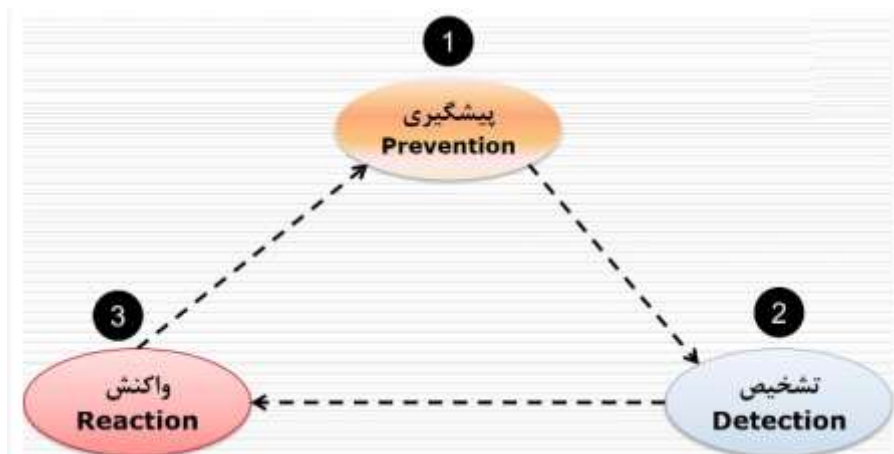 1
پیشگیری
Prevention
2
تشخیص
Detection
3
واکنش
Reaction